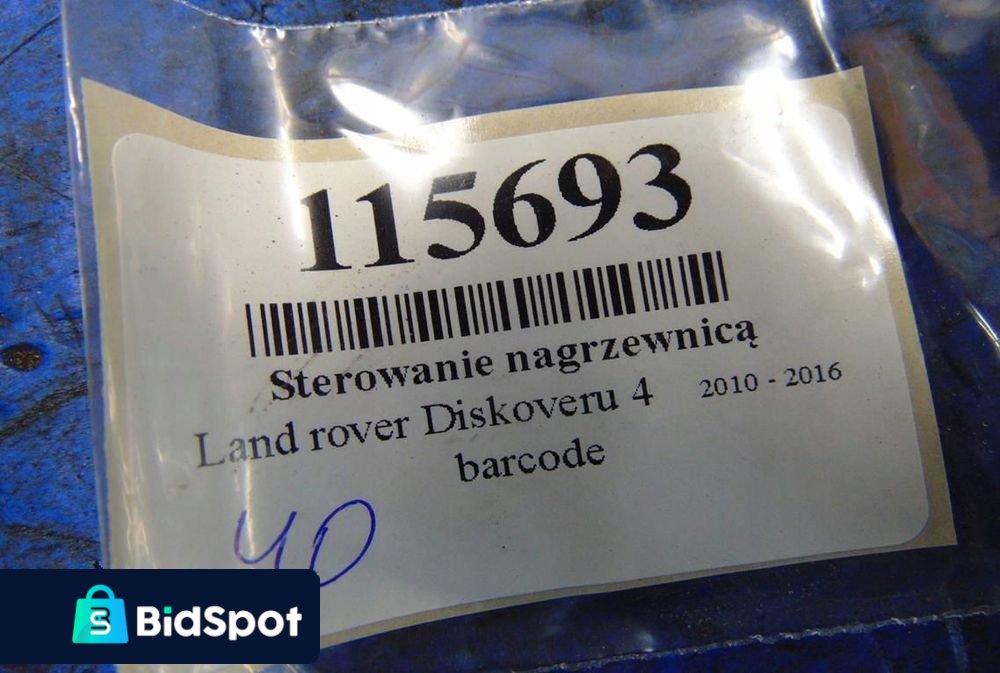 115693
Sterowanie nagrzewnicą
Land rover Diskoveru 4 2010 - 2016
barcode
40
BidSpot